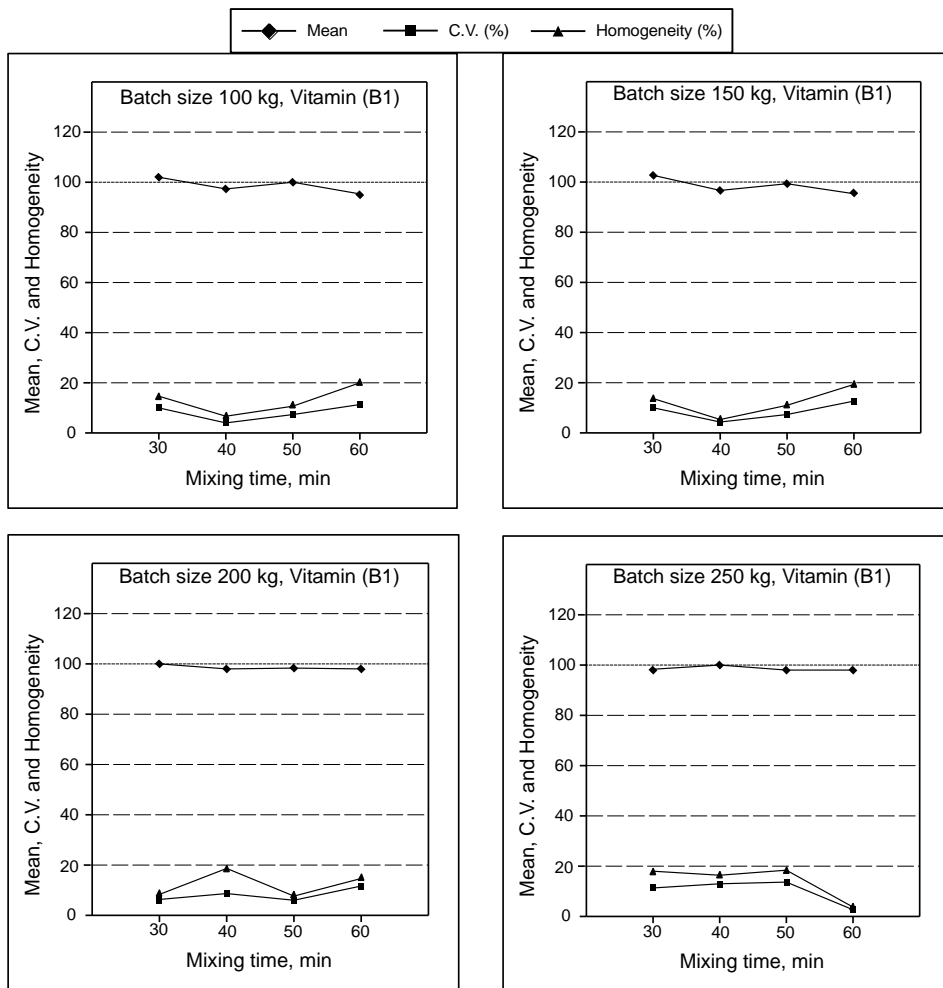 Mean C.V. (%) Homogeneity (%)
Batch size 100 kg, Vitamin (B1)
Mean, C.V. and Homogeneity
120
100
80
60
40
20
0
30 40 50 60
Mixing time, min
Batch size 150 kg, Vitamin (B1)
Mean, C.V. and Homogeneity
120
100
80
60
40
20
0
30 40 50 60
Mixing time, min
Batch size 200 kg, Vitamin (B1)
Mean, C.V. and Homogeneity
120
100
80
60
40
20
0
30 40 50 60
Mixing time, min
Batch size 250 kg, Vitamin (B1)
Mean, C.V. and Homogeneity
120
100
80
60
40
20
0
30 40 50 60
Mixing time, min